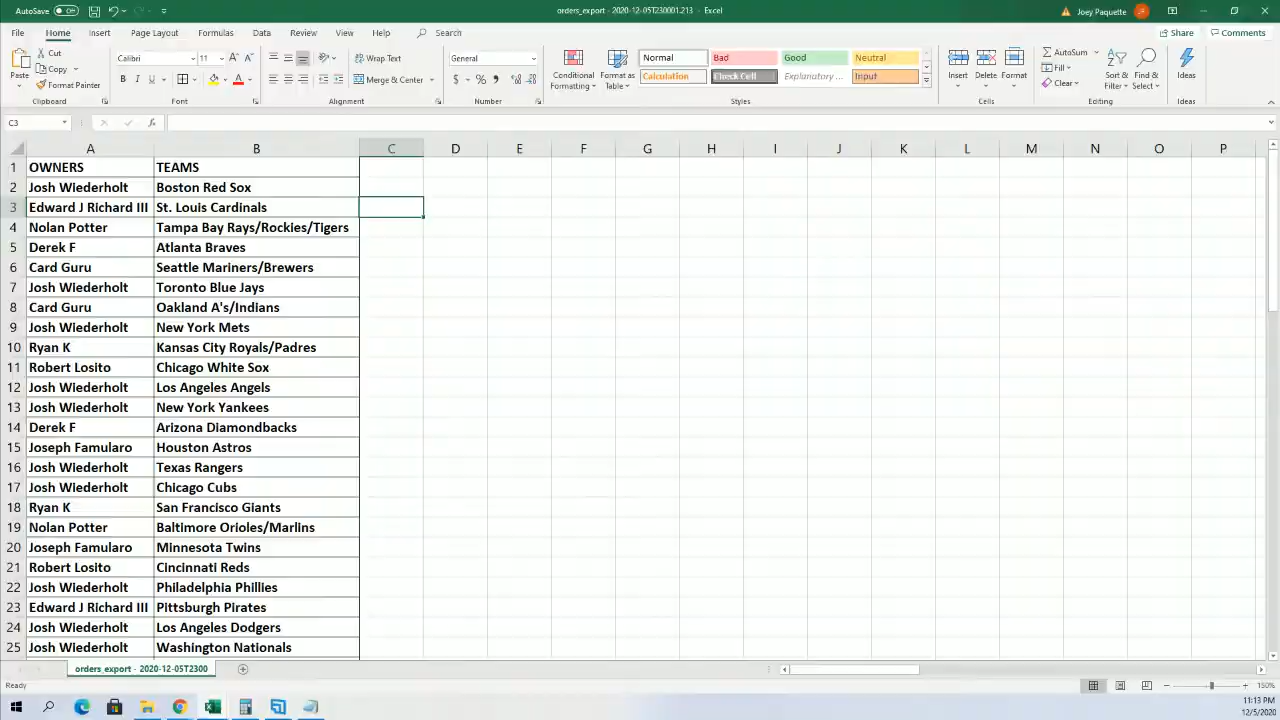 AutoSave Off
orders_export - 2020-12-05T230001.213 - Excel
Joey Paquette
File Home Insert Page Layout Formulas Data Review View Help Search
Share Comments
Paste
Cut
Copy
Format Painter
Clipboard
Calibri 11 A A
B I U A
Font
Merge & Center
Alignment
General
$ % ,
Number
Conditional Formatting
Format as Table
Normal Bad Good Neutral
Calculation Check Cell Explanatory ... Input
Styles
Insert Delete Format
Cells
AutoSum
Fill
Clear
Sort & Filter
Find & Select
Editing
Ideas
Ideas
C3 fx
A B C D E F G H I J K L M N O P
1 OWNERS TEAMS
2 Josh Wiederholt Boston Red Sox
3 Edward J Richard III St. Louis Cardinals
4 Nolan Potter Tampa Bay Rays/Rockies/Tigers
5 Derek F Atlanta Braves
6 Card Guru Seattle Mariners/Brewers
7 Josh Wiederholt Toronto Blue Jays
8 Card Guru Oakland A's/Indians
9 Josh Wiederholt New York Mets
10 Ryan K Kansas City Royals/Padres
11 Robert Losito Chicago White Sox
12 Josh Wiederholt Los Angeles Angels
13 Josh Wiederholt New York Yankees
14 Derek F Arizona Diamondbacks
15 Joseph Famularo Houston Astros
16 Josh Wiederholt Texas Rangers
17 Josh Wiederholt Chicago Cubs
18 Ryan K San Francisco Giants
19 Nolan Potter Baltimore Orioles/Marlins
20 Joseph Famularo Minnesota Twins
21 Robert Losito Cincinnati Reds
22 Josh Wiederholt Philadelphia Phillies
23 Edward J Richard III Pittsburgh Pirates
24 Josh Wiederholt Los Angeles Dodgers
25 Josh Wiederholt Washington Nationals
orders_export - 2020-12-05T2300
Ready
150%
11:13 PM
12/5/2020